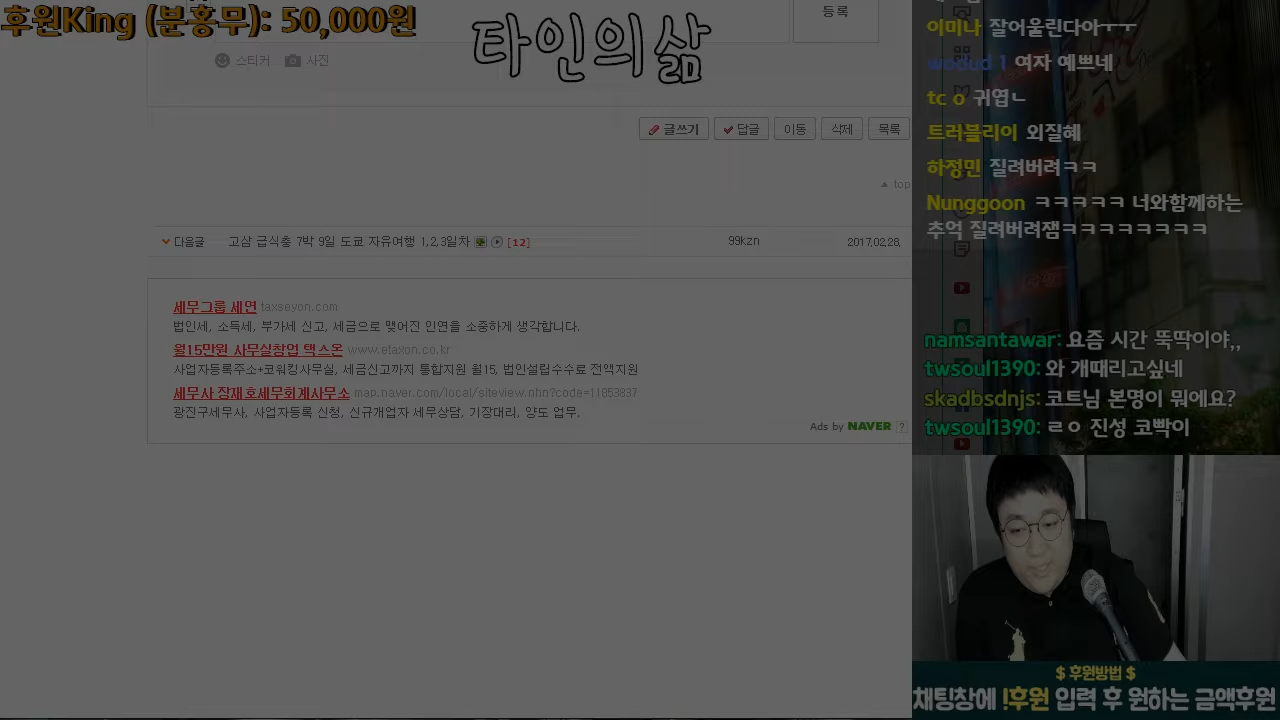 후원King (분홍무): 50,000원
타인의삶
등록
스티커 사진
글쓰기 답글 이동 삭제 목록
▲ top
다음글 고삼 급식충 7박 9일 도쿄 자유여행 1,2,3일차 [12] 99kzn 2017.02.28.
세무그룹 세연 taxseyon.com
법인세, 소득세, 부가세 신고, 세금으로 맺어진 인연을 소중하게 생각합니다.
월15만원 사무실창업 택스온 www.etaxon.co.kr
사업자등록주소+코워킹사무실, 세금신고까지 통합지원 월15, 법인설립수수료 전액지원
세무사 장재호세무회계사무소 map.naver.com/local/siteview.nhn?code=11853837
광진구세무사, 사업자등록 신청, 신규개업자 세무상담, 기장대리, 양도 업무.
Ads by NAVER ?
이미나 잘어울린다아ㅜㅜ
woulud 1 여자 예쁘네
tc o 귀엽ㄴ
트러블리이 외질혜
하정민 질려버려ㅋㅋ
Nunggoon ㅋㅋㅋㅋㅋ 너와함께하는
추억 질려버려잼ㅋㅋㅋㅋㅋㅋㅋㅋ
namsantawar: 요즘 시간 뚝딱이야,,
twsoul1390: 와 개때리고싶네
skadbsdnjs: 코트님 본명이 뭐에요?
twsoul1390: ㄹㅇ 진성 코빡이
$ 후원방법 $
채팅창에 !후원 입력 후 원하는 금액후원